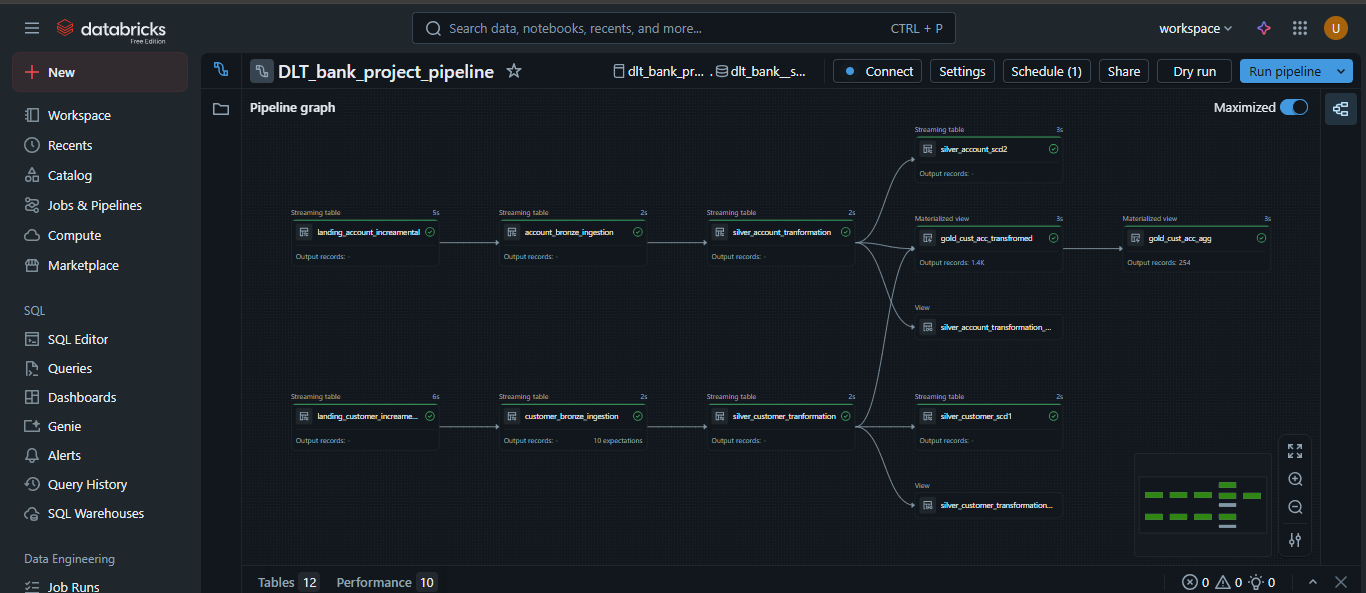 databricks
Free Edition
Search data, notebooks, recents, and more...
CTRL + P
workspace
U
New
Workspace
Recents
Catalog
Jobs & Pipelines
Compute
Marketplace
SQL
SQL Editor
Queries
Dashboards
Genie
Alerts
Query History
SQL Warehouses
Data Engineering
Job Runs
DLT_bank_project_pipeline
dlt_bank_pr... . dlt_bank__s...
Connect
Settings
Schedule (1)
Share
Dry run
Run pipeline
Pipeline graph
Maximized
Streaming table 3s
silver_account_scd2
Output records: -
Streaming table 5s
landing_account_increamental
Output records: -
Streaming table 2s
account_bronze_ingestion
Output records: -
Streaming table 2s
silver_account_tranformation
Output records: -
Materialized view 3s
gold_cust_acc_transfromed
Output records: 1.4K
Materialized view 3s
gold_cust_acc_agg
Output records: 254
View
silver_account_transformation_...
Streaming table 6s
landing_customer_increame...
Output records: -
Streaming table 2s
customer_bronze_ingestion
Output records: - 10 expectations
Streaming table 2s
silver_customer_tranformation
Output records: -
Streaming table 2s
silver_customer_scd1
Output records: -
View
silver_customer_transformation...
Tables 12
Performance 10
0 0 0